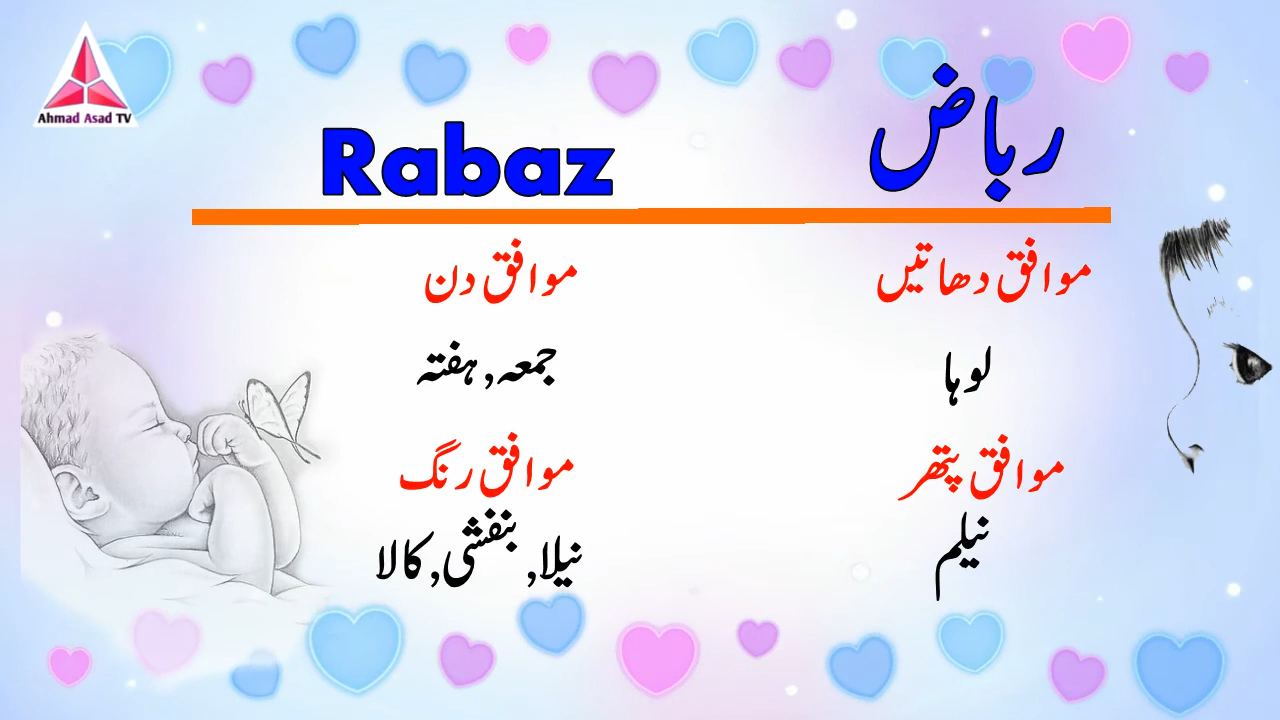 Ahmad Asad TV
Rabaz رباض
موافق دھاتیں موافق دن
لوہا جمعہ, ہفتہ
موافق پتھر موافق رنگ
نیلم نیلا, بنفشی, کالا